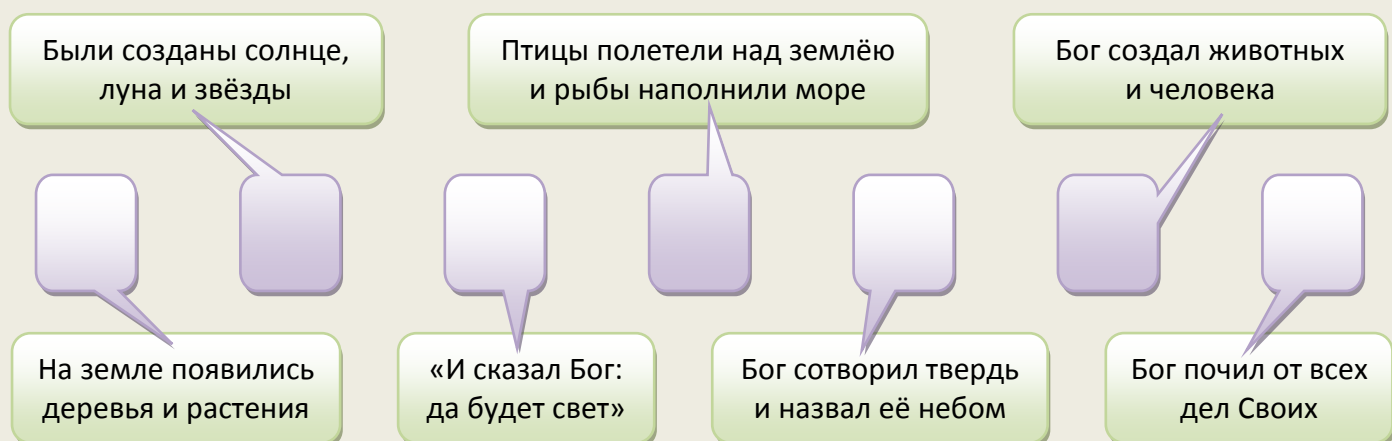 Были созданы солнце,
луна и звёзды
Птицы полетели над землёю
и рыбы наполнили море
Бог создал животных
и человека
На земле появились
деревья и растения
«И сказал Бог:
да будет свет»
Бог сотворил твердь
и назвал её небом
Бог почил от всех
дел Своих